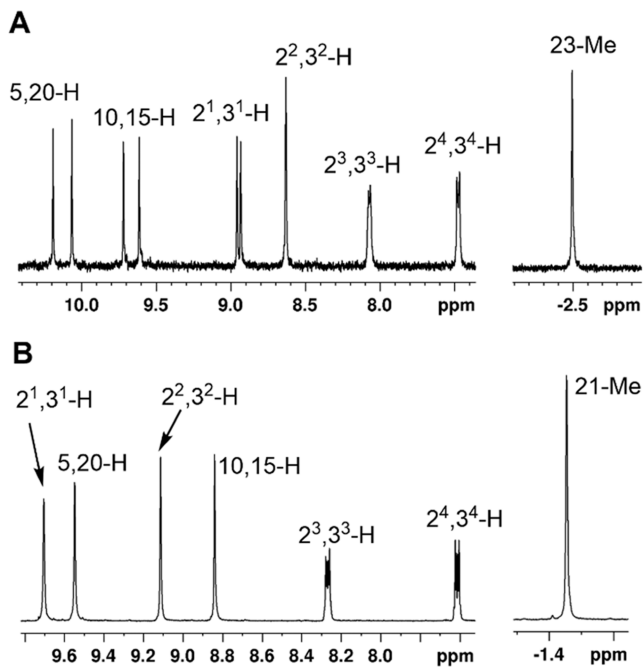 A
5,20-H
10,15-H
2¹,3¹-H
2²,3²-H
2³,3³-H
2⁴,3⁴-H
23-Me
10.0 9.5 9.0 8.5 8.0 ppm
-2.5 ppm
B
2¹,3¹-H
5,20-H
2²,3²-H
10,15-H
2³,3³-H
2⁴,3⁴-H
21-Me
9.6 9.4 9.2 9.0 8.8 8.6 8.4 8.2 8.0 ppm
-1.4 ppm